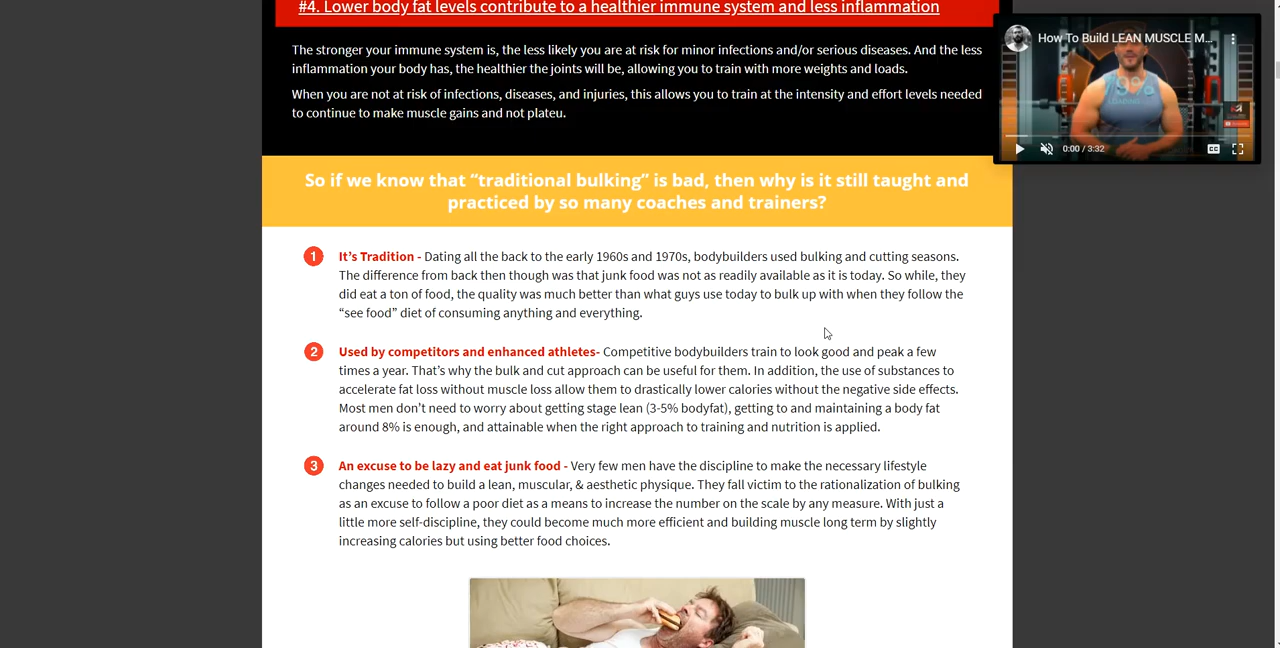 #4. Lower body fat levels contribute to a healthier immune system and less inflammation
The stronger your immune system is, the less likely you are at risk for minor infections and/or serious diseases. And the less
inflammation your body has, the healthier the joints will be, allowing you to train with more weights and loads.
When you are not at risk of infections, diseases, and injuries, this allows you to train at the intensity and effort levels needed
to continue to make muscle gains and not plateu.
How To Build LEAN MUSCLE M...
0:00 / 3:32
CC
So if we know that “traditional bulking” is bad, then why is it still taught and
practiced by so many coaches and trainers?
1 It’s Tradition - Dating all the back to the early 1960s and 1970s, bodybuilders used bulking and cutting seasons.
The difference from back then though was that junk food was not as readily available as it is today. So while, they
did eat a ton of food, the quality was much better than what guys use today to bulk up with when they follow the
“see food” diet of consuming anything and everything.
2 Used by competitors and enhanced athletes- Competitive bodybuilders train to look good and peak a few
times a year. That’s why the bulk and cut approach can be useful for them. In addition, the use of substances to
accelerate fat loss without muscle loss allow them to drastically lower calories without the negative side effects.
Most men don't need to worry about getting stage lean (3-5% bodyfat), getting to and maintaining a body fat
around 8% is enough, and attainable when the right approach to training and nutrition is applied.
3 An excuse to be lazy and eat junk food - Very few men have the discipline to make the necessary lifestyle
changes needed to build a lean, muscular, & aesthetic physique. They fall victim to the rationalization of bulking
as an excuse to follow a poor diet as a means to increase the number on the scale by any measure. With just a
little more self-discipline, they could become much more efficient and building muscle long term by slightly
increasing calories but using better food choices.